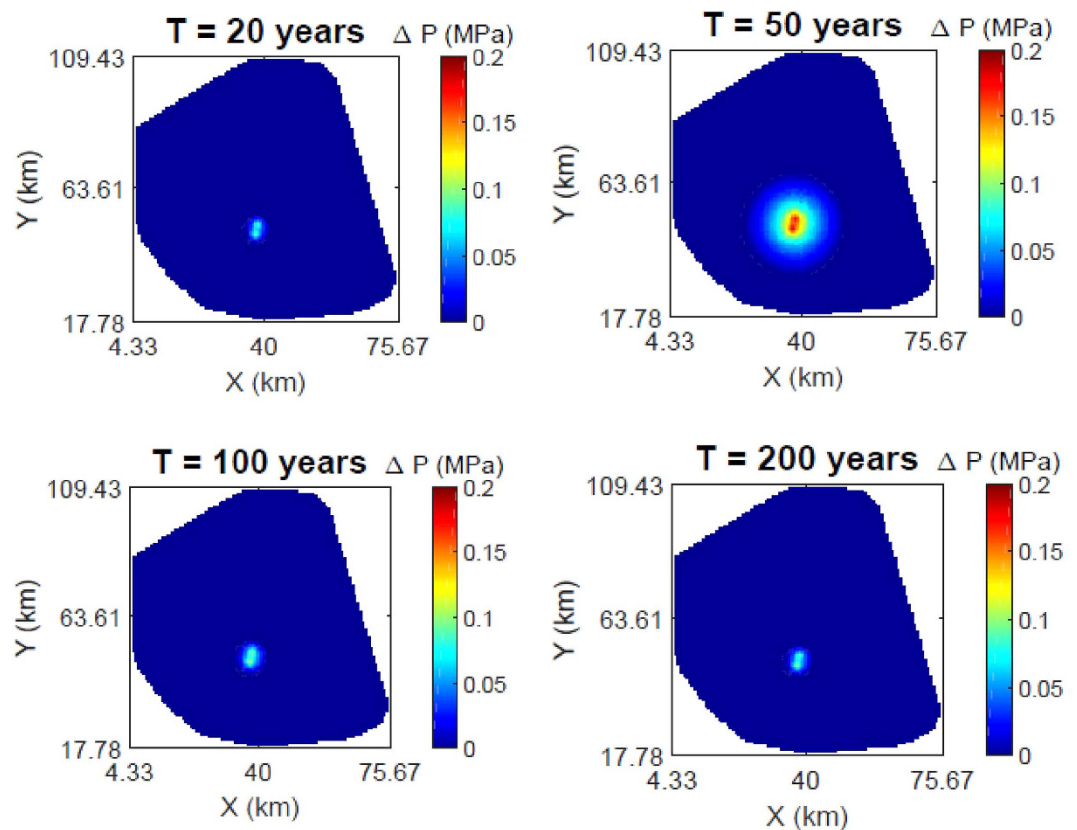 T = 20 years Δ P (MPa)
109.43
63.61
17.78
Y (km)
4.33 40 75.67
X (km)
0.2
0.15
0.1
0.05
0
T = 50 years Δ P (MPa)
109.43
63.61
17.78
Y (km)
4.33 40 75.67
X (km)
0.2
0.15
0.1
0.05
0
T = 100 years Δ P (MPa)
109.43
63.61
17.78
Y (km)
4.33 40 75.67
X (km)
0.2
0.15
0.1
0.05
0
T = 200 years Δ P (MPa)
109.43
63.61
17.78
Y (km)
4.33 40 75.67
X (km)
0.2
0.15
0.1
0.05
0